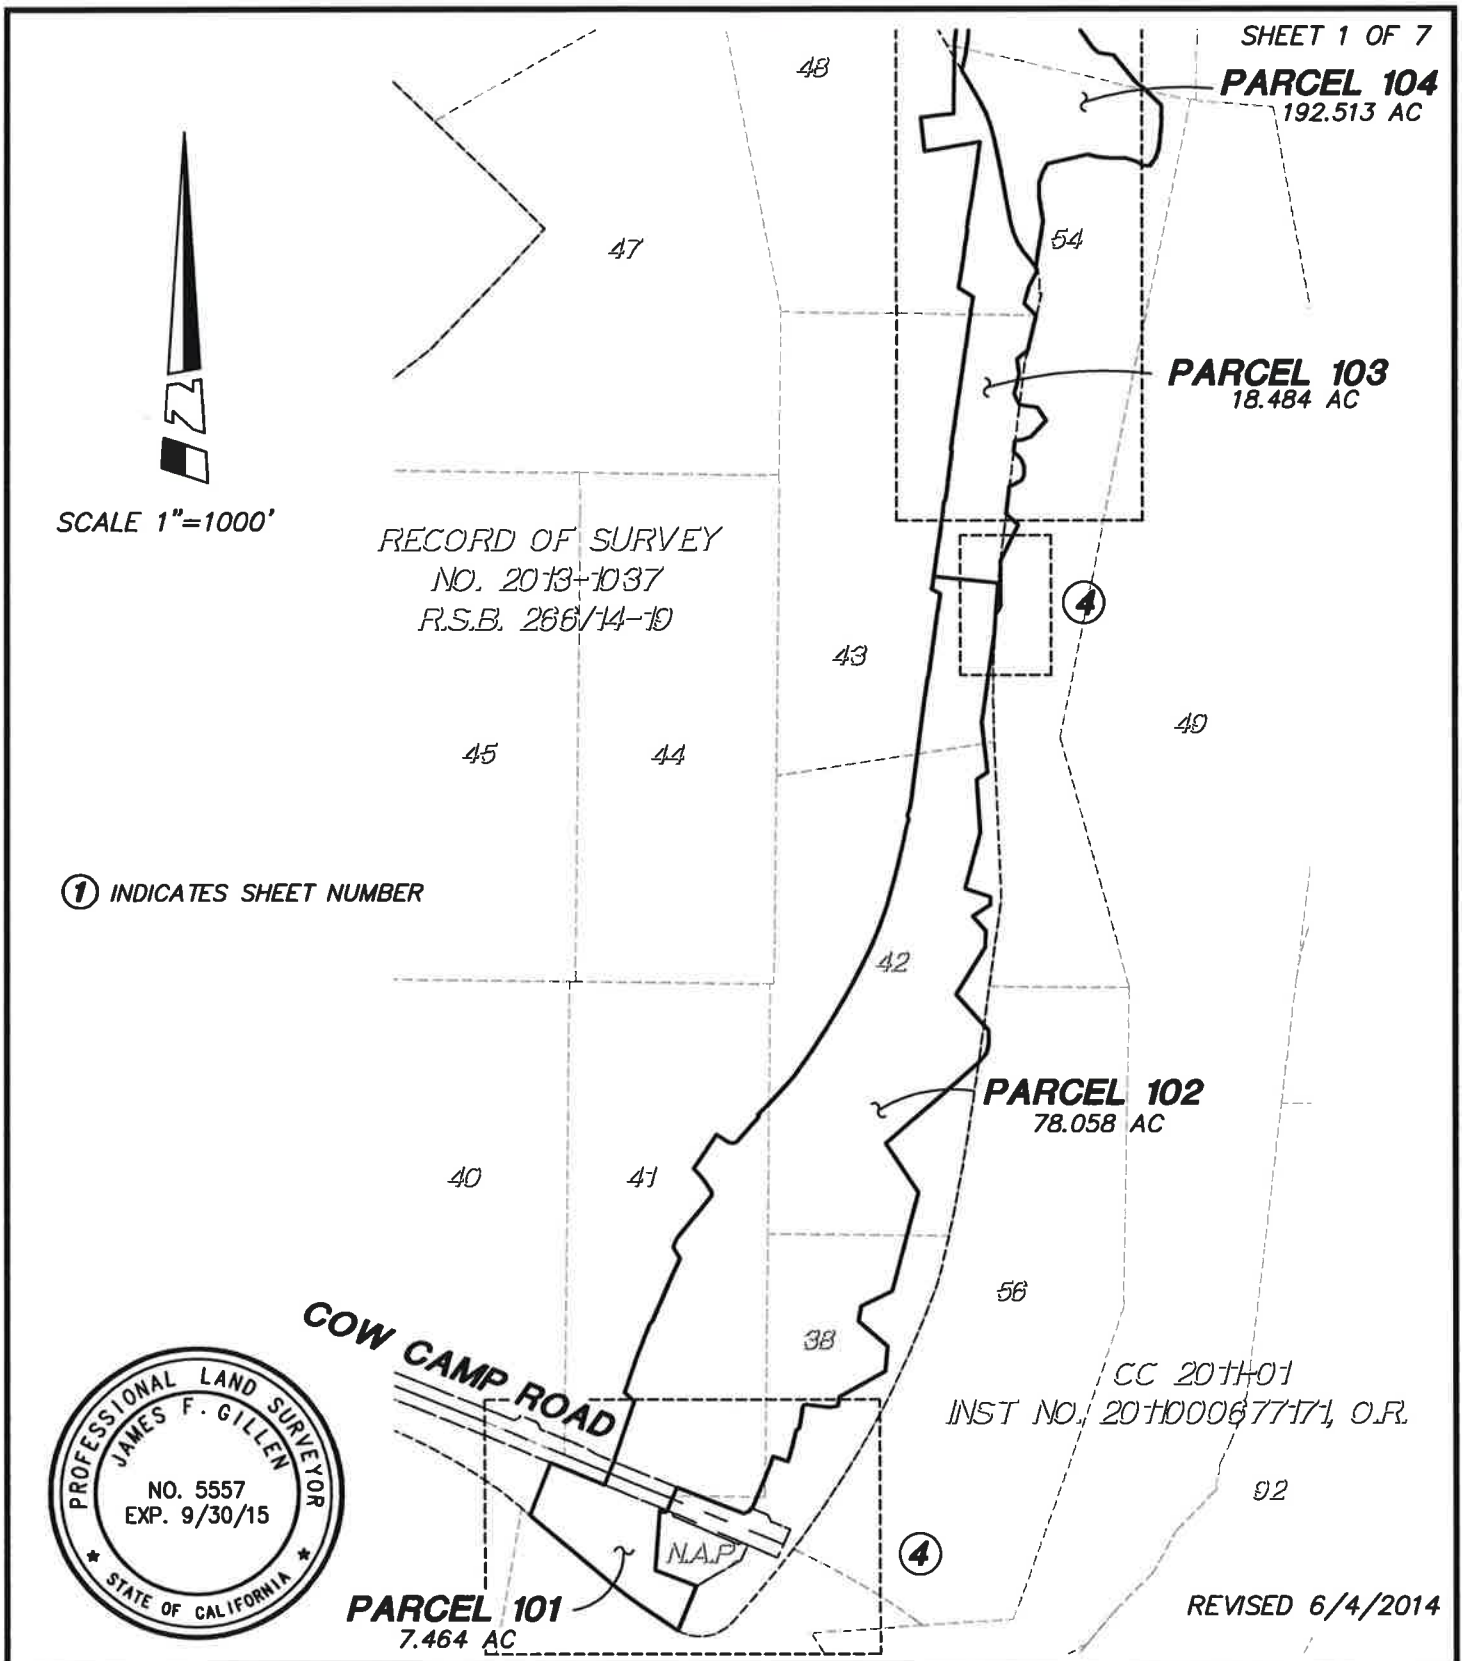 SHEET 1 OF 7
PARCEL 104
192.513 AC
48
47
54
PARCEL 103
18.484 AC
N
SCALE 1"=1000'
RECORD OF SURVEY
NO. 2013-1037
R.S.B. 266/14-19
4
43
49
45
44
1 INDICATES SHEET NUMBER
42
PARCEL 102
78.058 AC
40
41
56
38
COW CAMP ROAD
CC 2011-01
INST NO. 2011000677171, O.R.
92
PROFESSIONAL LAND SURVEYOR
JAMES F. GILLEN
NO. 5557
EXP. 9/30/15
STATE OF CALIFORNIA
N.A.P.
4
PARCEL 101
7.464 AC
REVISED 6/4/2014